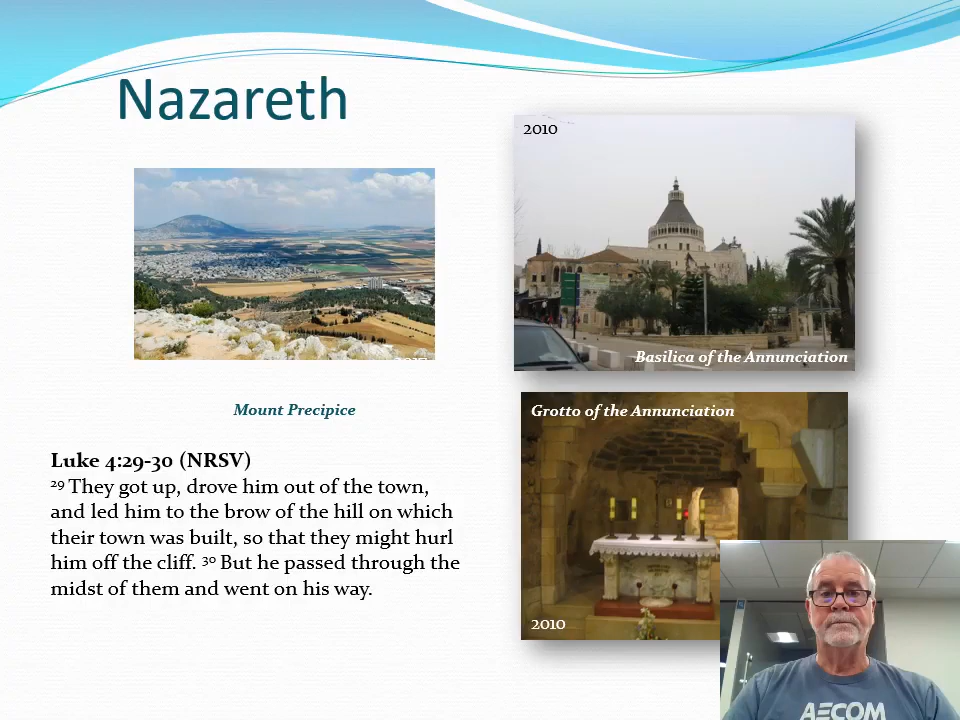 Nazareth
2010
Basilica of the Annunciation
Mount Precipice
Grotto of the Annunciation
Luke 4:29-30 (NRSV)
²⁹ They got up, drove him out of the town,
and led him to the brow of the hill on which
their town was built, so that they might hurl
him off the cliff. ³⁰ But he passed through the
midst of them and went on his way.
2010
AECOM